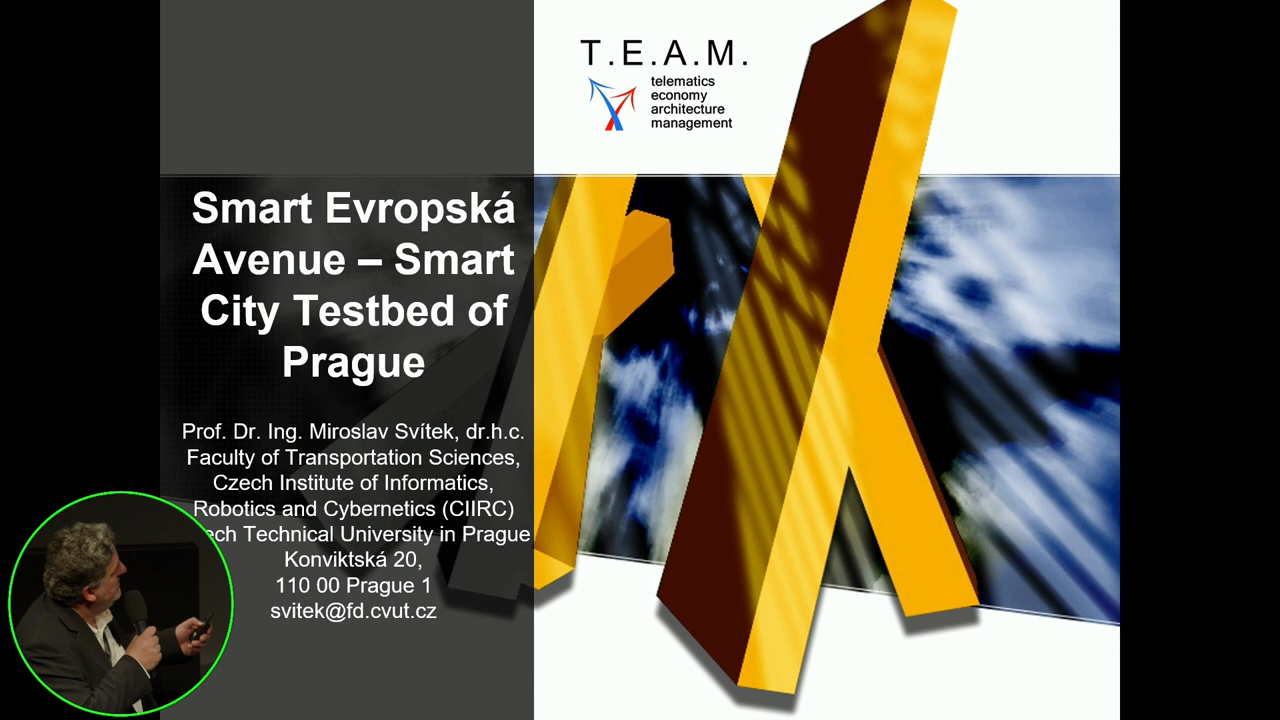 T.E.A.M.
telematics
economy
architecture
management
Smart Evropská
Avenue – Smart
City Testbed of
Prague
Prof. Dr. Ing. Miroslav Svítek, dr.h.c.
Faculty of Transportation Sciences,
Czech Institute of Informatics,
Robotics and Cybernetics (CIIRC)
ech Technical University in Prague
Konviktská 20,
110 00 Prague 1
svitek@fd.cvut.cz